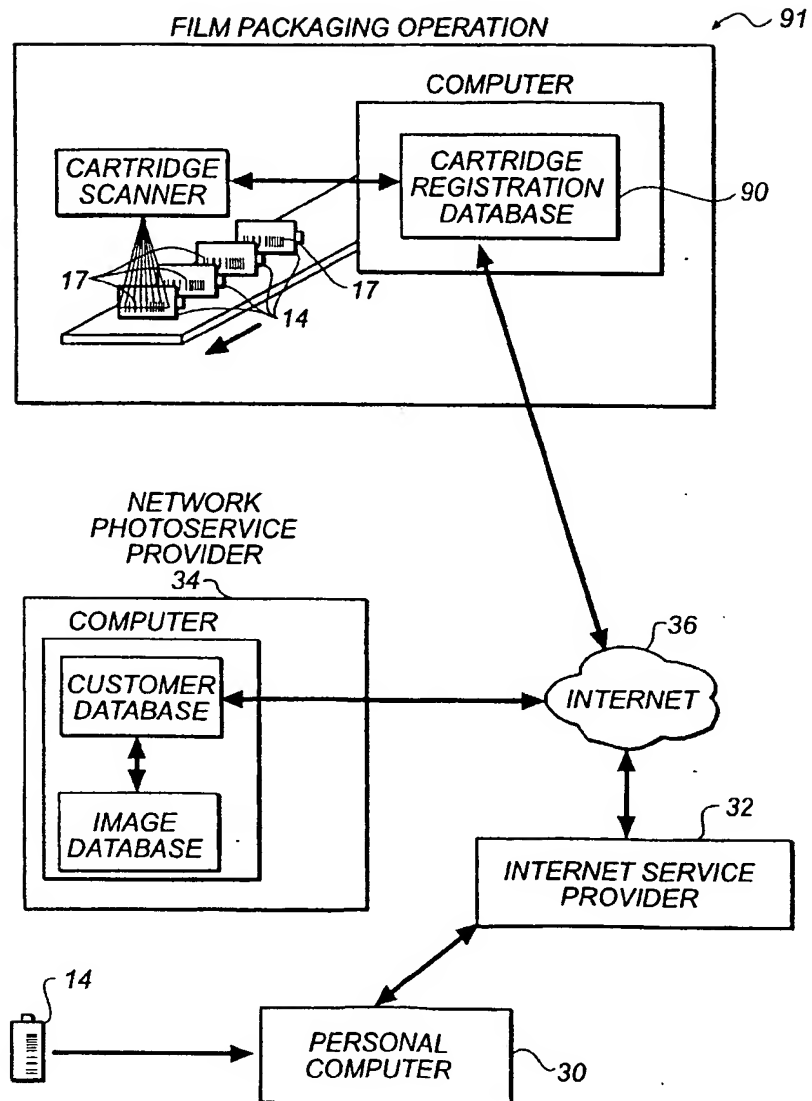 FILM PACKAGING OPERATION
91
COMPUTER
CARTRIDGE
SCANNER
CARTRIDGE
REGISTRATION
DATABASE
90
17
17
14
NETWORK
PHOTOSERVICE
PROVIDER
34
COMPUTER
CUSTOMER
DATABASE
IMAGE
DATABASE
36
INTERNET
32
INTERNET SERVICE
PROVIDER
14
PERSONAL
COMPUTER
30